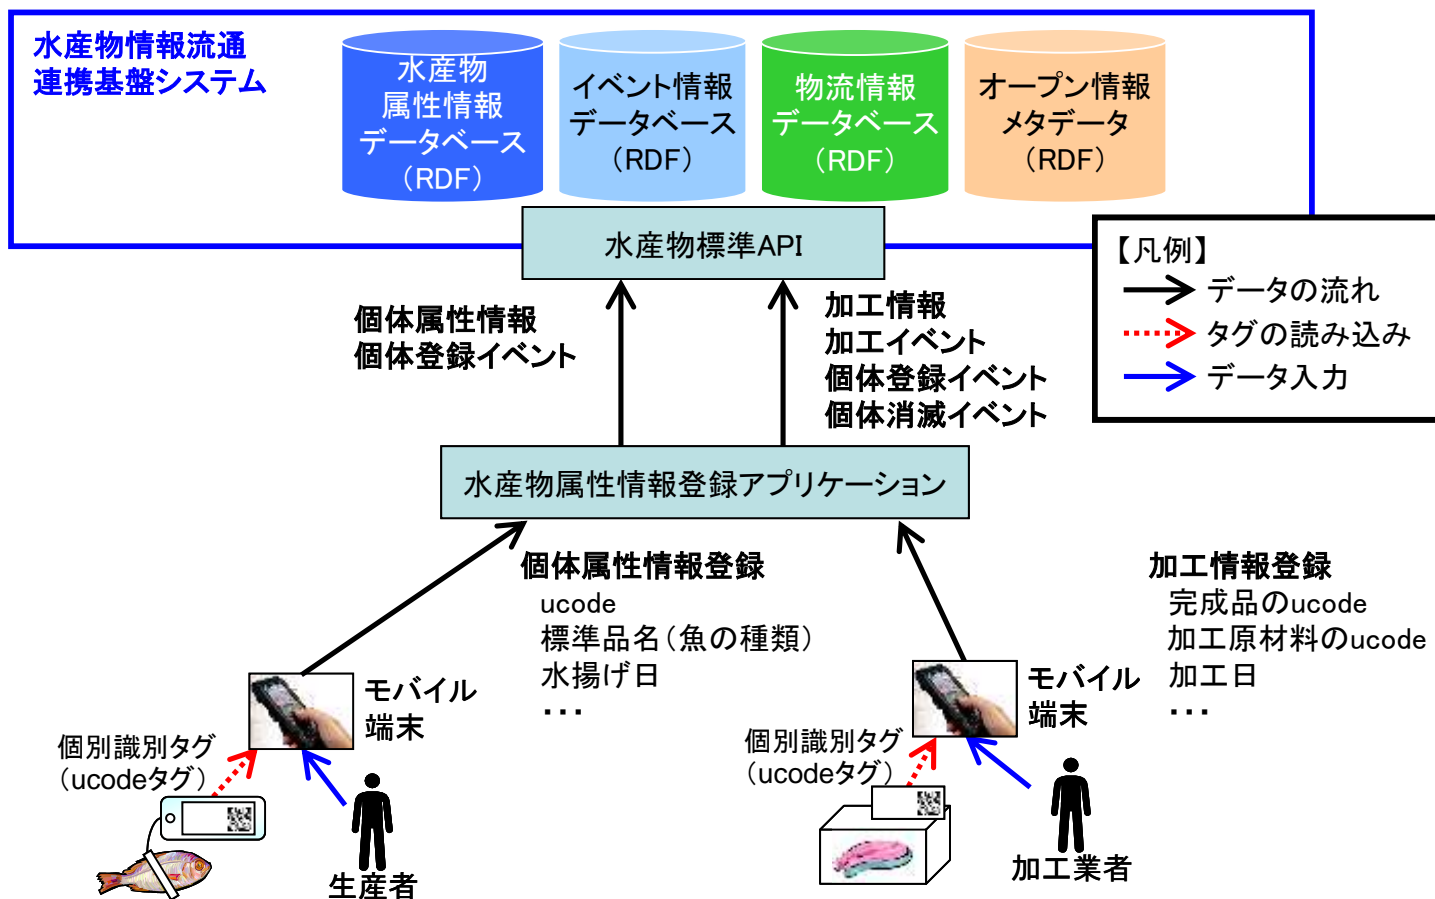 水産物情報流通
連携基盤システム
水産物
属性情報
データベース
（RDF）
イベント情報
データベース
（RDF）
物流情報
データベース
（RDF）
オープン情報
メタデータ
（RDF）
水産物標準API
【凡例】
データの流れ
タグの読み込み
データ入力
個体属性情報
個体登録イベント
加工情報
加工イベント
個体登録イベント
個体消滅イベント
水産物属性情報登録アプリケーション
個体属性情報登録
ucode
標準品名（魚の種類）
水揚げ日
・・・
加工情報登録
完成品のucode
加工原材料のucode
加工日
・・・
モバイル
端末
個別識別タグ
（ucodeタグ）
生産者
モバイル
端末
個別識別タグ
（ucodeタグ）
加工業者